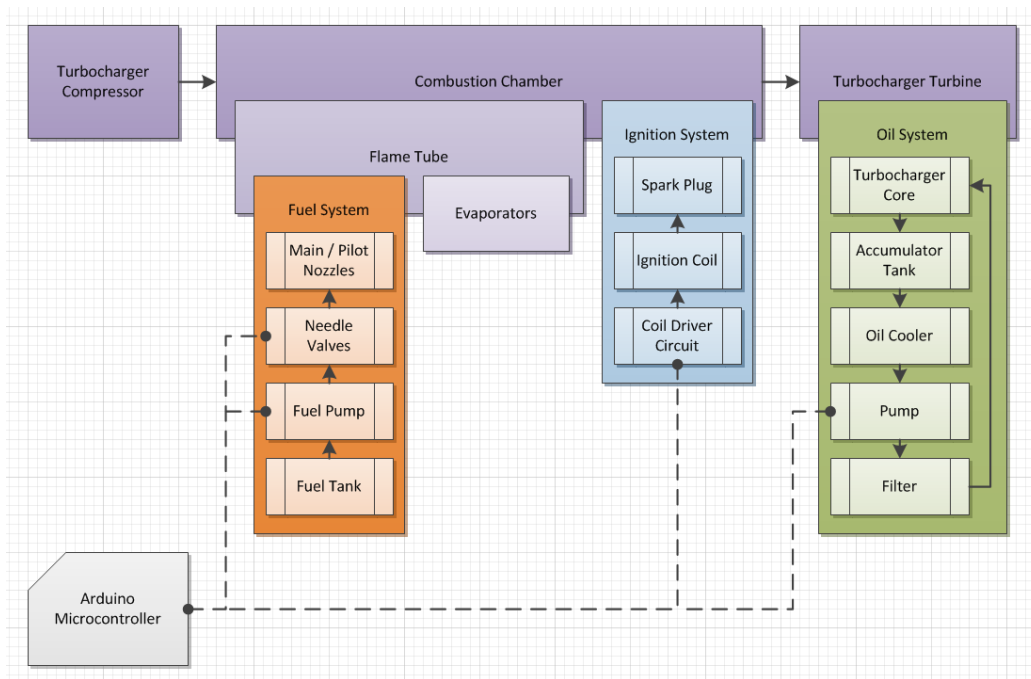 Turbocharger
Compressor
Combustion Chamber
Turbocharger Turbine
Flame Tube
Evaporators
Fuel System
Main / Pilot
Nozzles
Needle
Valves
Fuel Pump
Fuel Tank
Ignition System
Spark Plug
Ignition Coil
Coil Driver
Circuit
Oil System
Turbocharger
Core
Accumulator
Tank
Oil Cooler
Pump
Filter
Arduino
Microcontroller